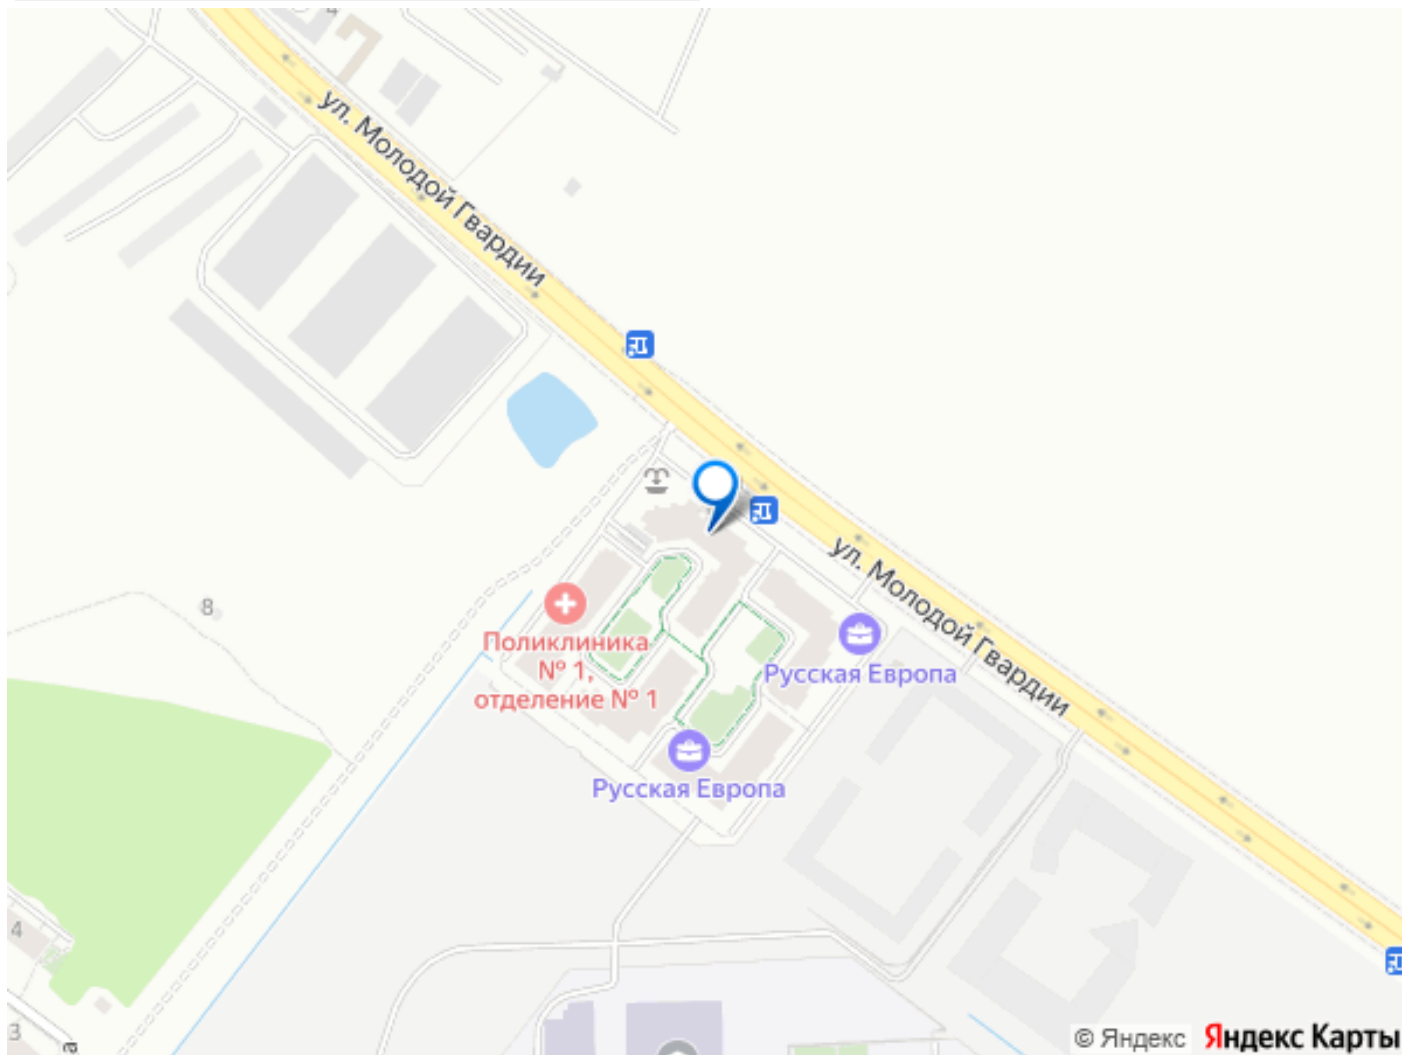 4
ул. Молодой Гвардии
8
Поликлиника
№ 1,
отделение № 1
ул. Молодой Гвардии
Русская Европа
Русская Европа
4
3
а
© Яндекс Яндекс Карты